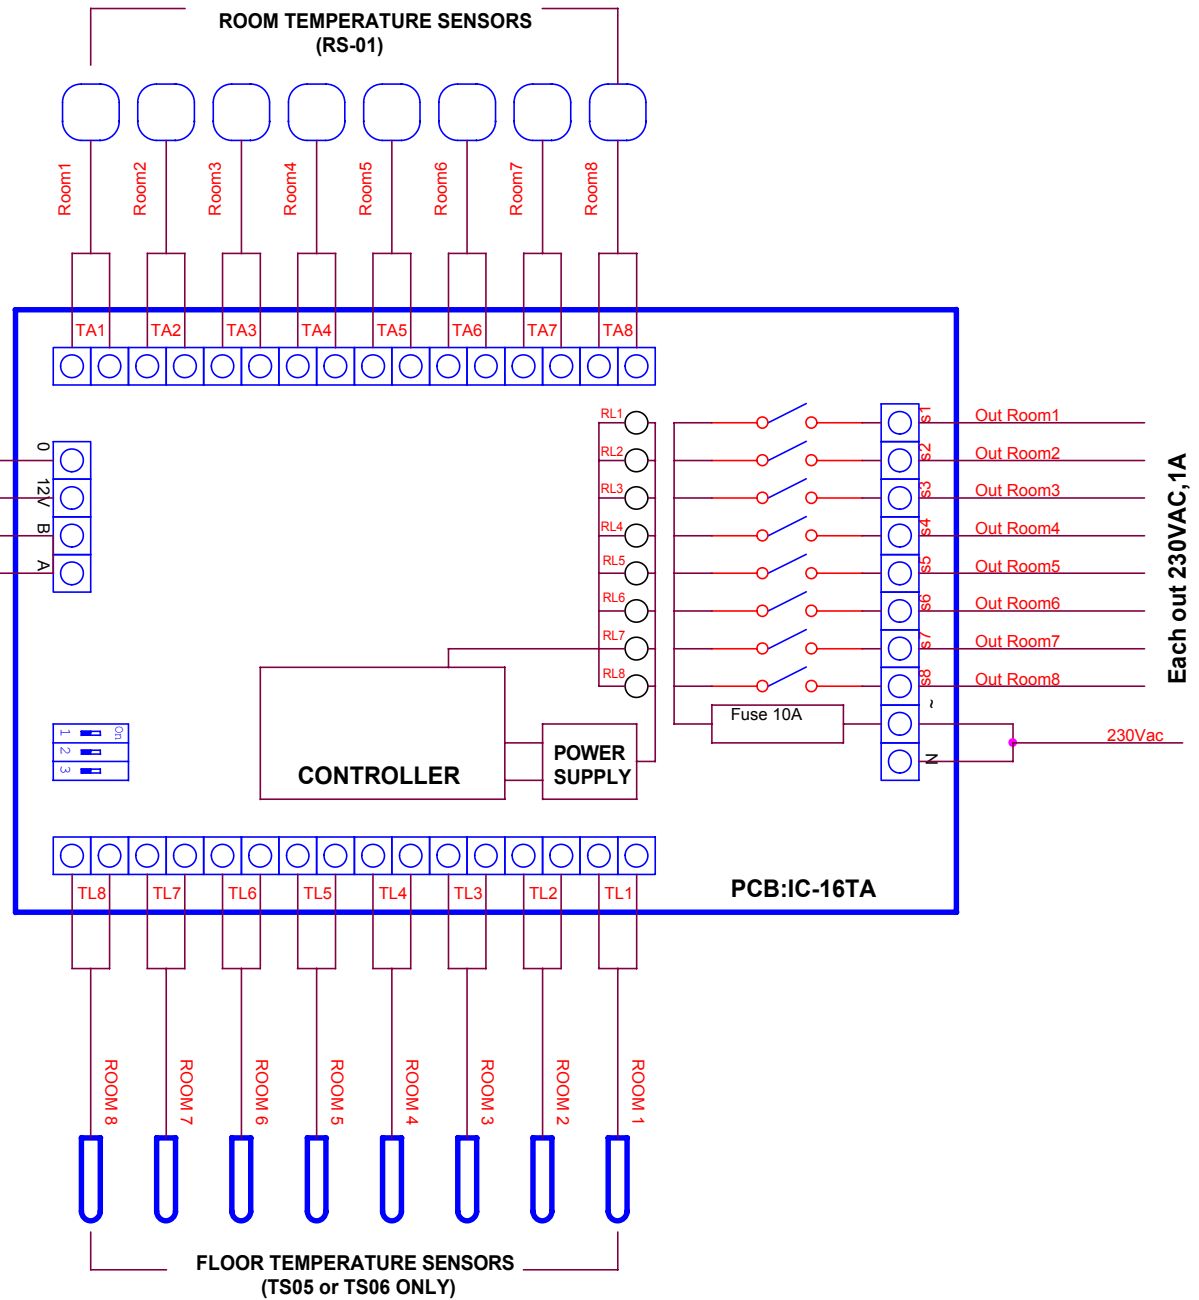 ROOM TEMPERATURE SENSORS
(RS-01)
Room1
Room2
Room3
Room4
Room5
Room6
Room7
Room8
TA1
TA2
TA3
TA4
TA5
TA6
TA7
TA8
0
12V
B
A
RL1
RL2
RL3
RL4
RL5
RL6
RL7
RL8
s1
s2
s3
s4
s5
s6
s7
s8
~
N
Out Room1
Out Room2
Out Room3
Out Room4
Out Room5
Out Room6
Out Room7
Out Room8
Each out 230VAC,1A
Fuse 10A
230Vac
On
1
2
3
CONTROLLER
POWER
SUPPLY
PCB:IC-16TA
TL8
TL7
TL6
TL5
TL4
TL3
TL2
TL1
ROOM 8
ROOM 7
ROOM 6
ROOM 5
ROOM 4
ROOM 3
ROOM 2
ROOM 1
FLOOR TEMPERATURE SENSORS
(TS05 or TS06 ONLY)